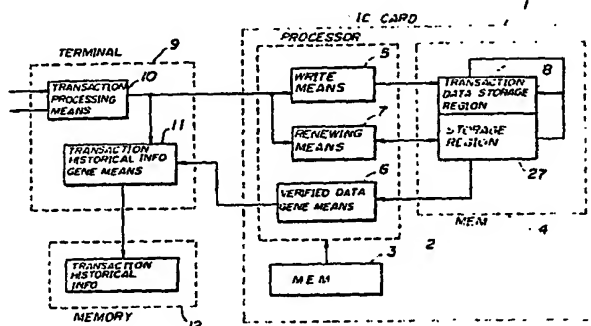 IC CARD
1
PROCESSOR
TERMINAL
9
5
8
10
TRANSACTION
PROCESSING
MEANS
WRITE
MEANS
TRANSACTION
DATA STORAGE
REGION
7
11
RENEWING
MEANS
STORAGE
REGION
TRANSACTION
HISTORICAL INFO
GENE MEANS
6
27
VERIFIED DATA
GENE MEANS
MEM
4
2
3
MEM
TRANSACTION
HISTORICAL
INFO
MEMORY
12